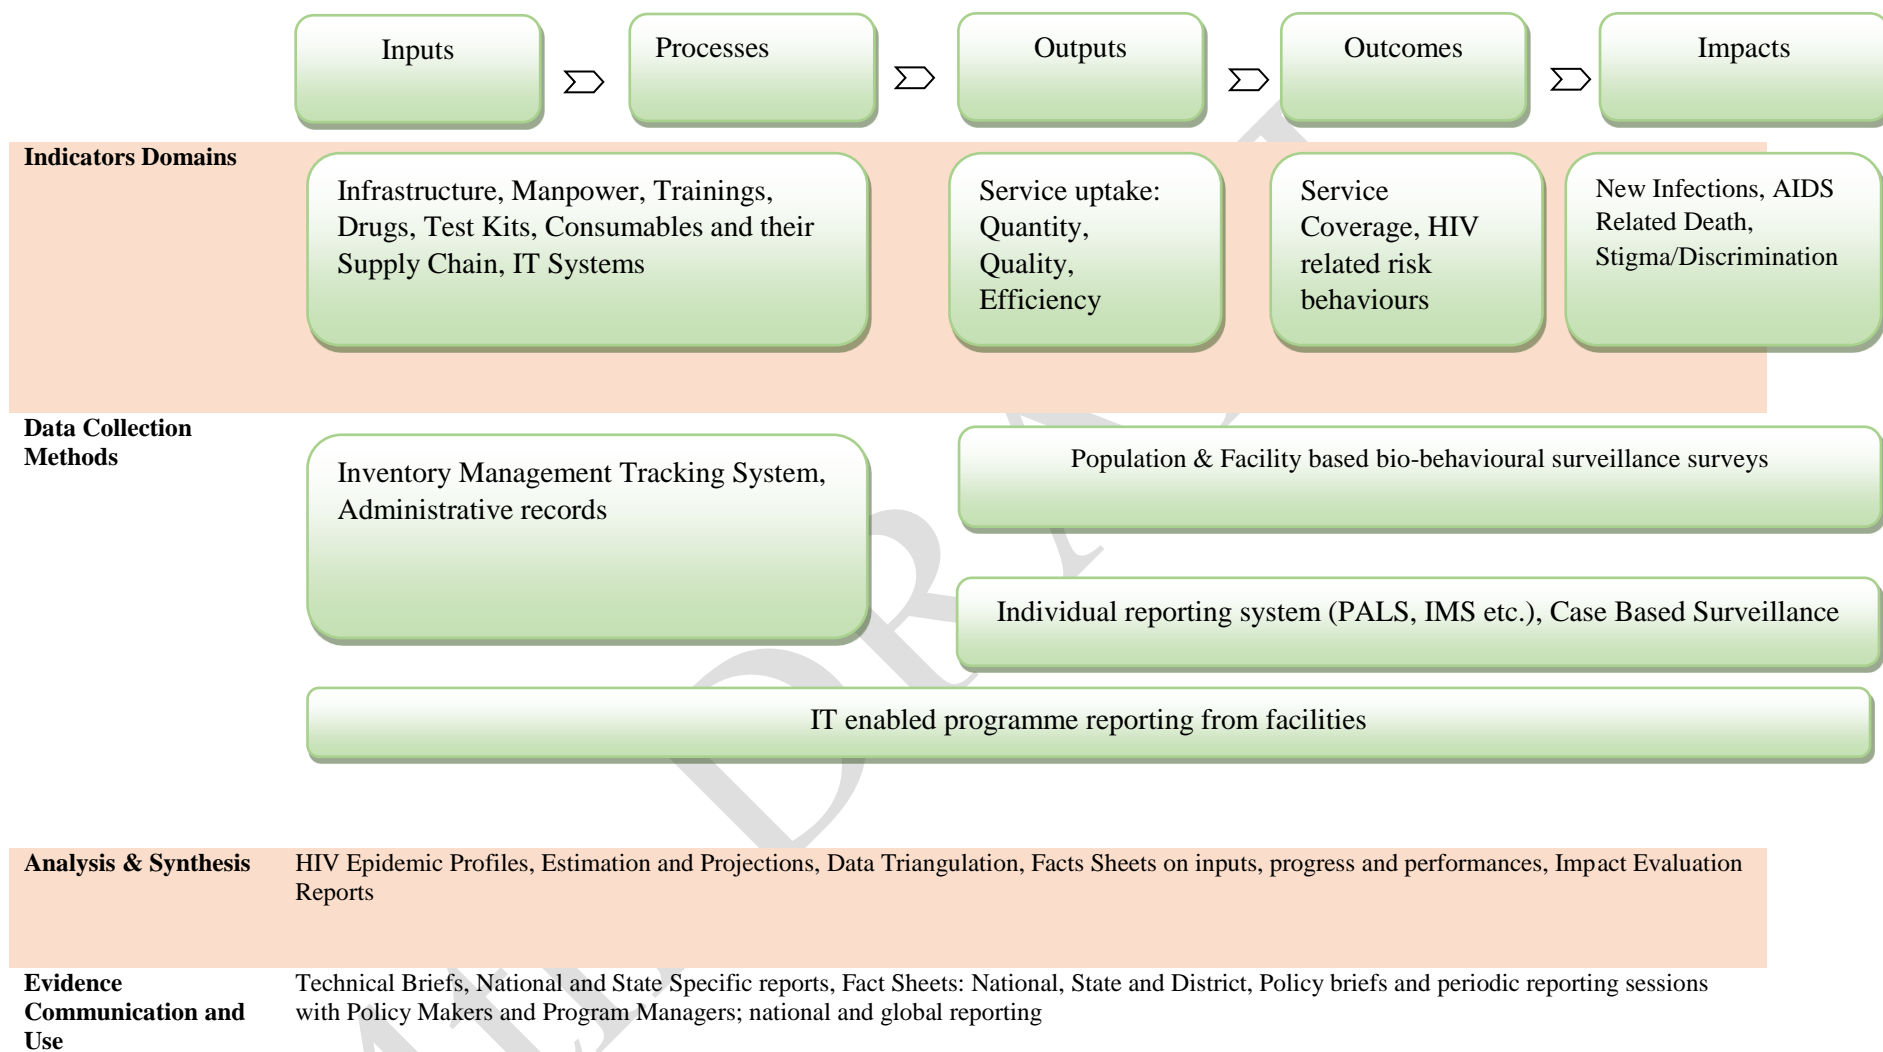 Inputs
Processes
Outputs
Outcomes
Impacts
Indicators Domains
Infrastructure, Manpower, Trainings,
Drugs, Test Kits, Consumables and their
Supply Chain, IT Systems
Service uptake:
Quantity,
Quality,
Efficiency
Service
Coverage, HIV
related risk
behaviours
New Infections, AIDS
Related Death,
Stigma/Discrimination
Data Collection
Methods
Inventory Management Tracking System,
Administrative records
Population & Facility based bio-behavioural surveillance surveys
Individual reporting system (PALS, IMS etc.), Case Based Surveillance
IT enabled programme reporting from facilities
Analysis & Synthesis
HIV Epidemic Profiles, Estimation and Projections, Data Triangulation, Facts Sheets on inputs, progress and performances, Impact Evaluation
Reports
Evidence
Communication and
Use
Technical Briefs, National and State Specific reports, Fact Sheets: National, State and District, Policy briefs and periodic reporting sessions
with Policy Makers and Program Managers; national and global reporting